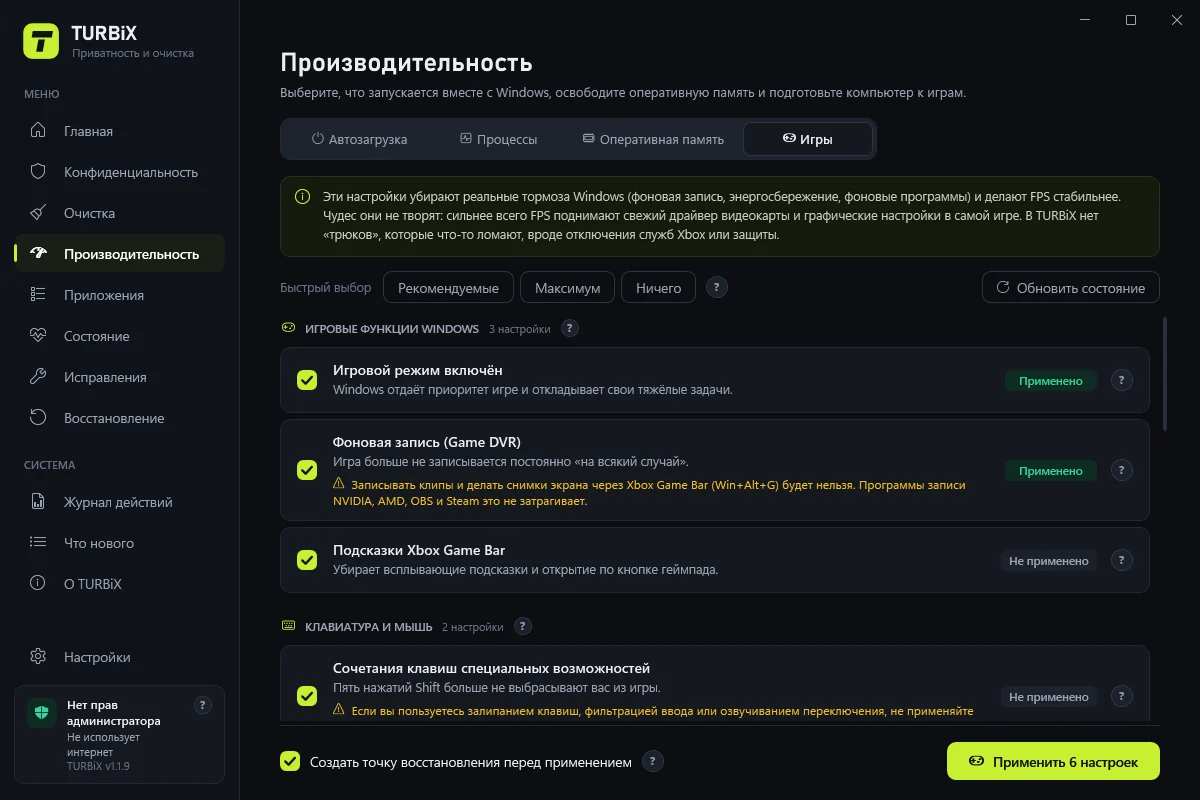 TURBiX
Приватность и очистка
МЕНЮ
Главная
Конфиденциальность
Очистка
Производительность
Приложения
Состояние
Исправления
Восстановление
СИСТЕМА
Журнал действий
Что нового
О TURBiX
Настройки
Нет прав
администратора
?
Не использует
интернет
TURBiX v1.1.9
Производительность
Выберите, что запускается вместе с Windows, освободите оперативную память и подготовьте компьютер к играм.
Автозагрузка Процессы Оперативная память Игры
Эти настройки убирают реальные тормоза Windows (фоновая запись, энергосбережение, фоновые программы) и делают FPS стабильнее.
Чудес они не творят: сильнее всего FPS поднимают свежий драйвер видеокарты и графические настройки в самой игре. В TURBiX нет
«трюков», которые что-то ломают, вроде отключения служб Xbox или защиты.
Быстрый выбор Рекомендуемые Максимум Ничего ? Обновить состояние
ИГРОВЫЕ ФУНКЦИИ WINDOWS 3 настройки ?
Игровой режим включён
Windows отдаёт приоритет игре и откладывает свои тяжёлые задачи.
Применено ?
Фоновая запись (Game DVR)
Игра больше не записывается постоянно «на всякий случай».
Записывать клипы и делать снимки экрана через Xbox Game Bar (Win+Alt+G) будет нельзя. Программы записи
NVIDIA, AMD, OBS и Steam это не затрагивает.
Применено ?
Подсказки Xbox Game Bar
Убирает всплывающие подсказки и открытие по кнопке геймпада.
Не применено ?
КЛАВИАТУРА И МЫШЬ 2 настройки ?
Сочетания клавиш специальных возможностей
Пять нажатий Shift больше не выбрасывают вас из игры.
Если вы пользуетесь залипанием клавиш, фильтрацией ввода или озвучиванием переключения, не применяйте
Не применено ?
Создать точку восстановления перед применением ?
Применить 6 настроек